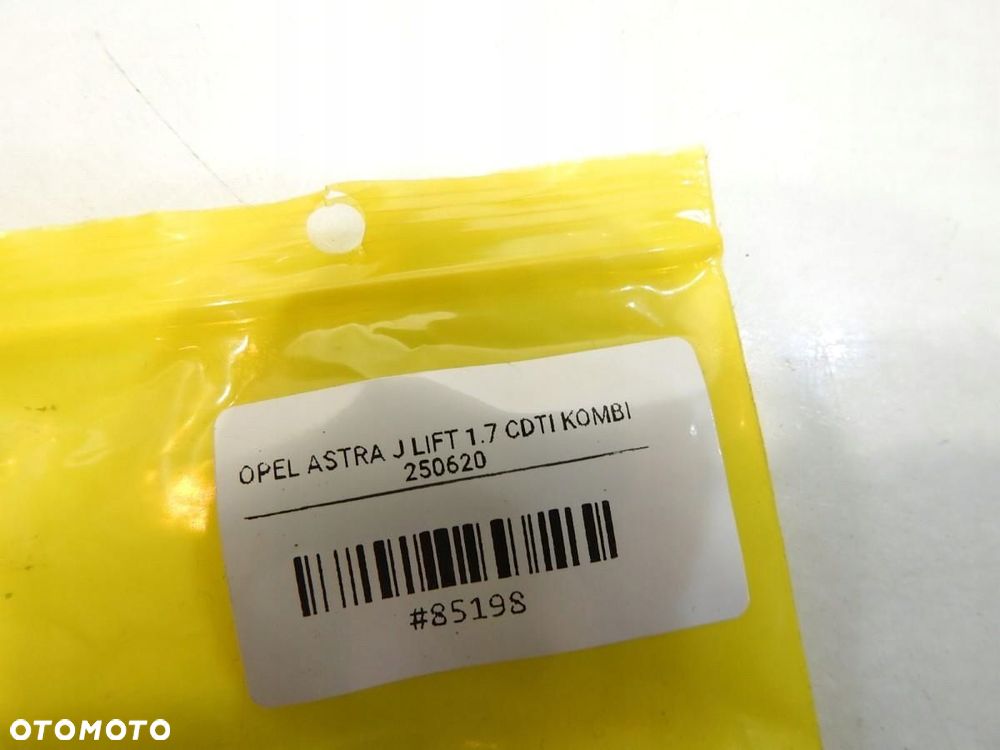 OPEL ASTRA J LIFT 1.7 CDTI KOMBI
250620
#85198
OTOMOTO